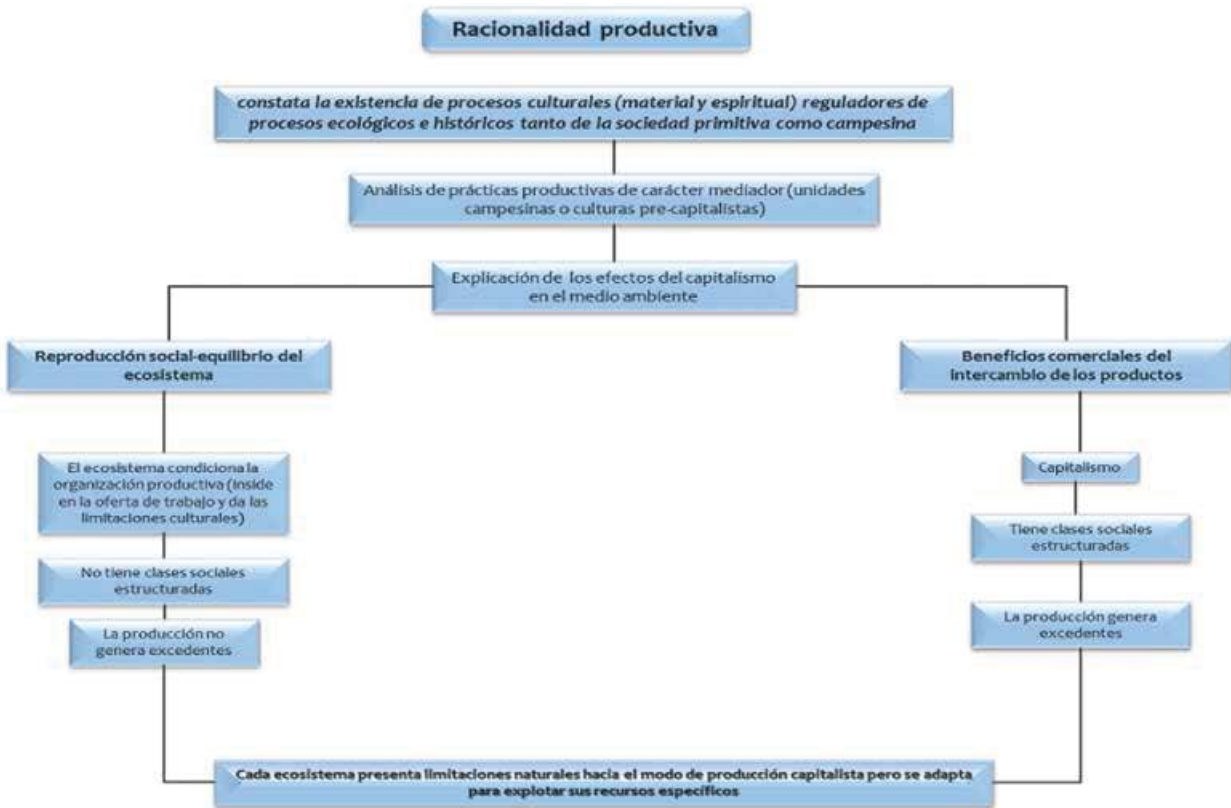 Racionalidad productiva
constata la existencia de procesos culturales (material y espiritual) reguladores de
procesos ecológicos e históricos tanto de la sociedad primitiva como campesina
Análisis de prácticas productivas de carácter mediador (unidades
campesinas o culturas pre-capitalistas)
Explicación de los efectos del capitalismo
en el medio ambiente
Reproducción social-equilibrio del
ecosistema
El ecosistema condiciona la
organización productiva (inside
en la oferta de trabajo y da las
limitaciones culturales)
No tiene clases sociales
estructuradas
La producción no
genera excedentes
Beneficios comerciales del
intercambio de los productos
Capitalismo
Tiene clases sociales
estructuradas
La producción genera
excedentes
Cada ecosistema presenta limitaciones naturales hacia el modo de producción capitalista pero se adapta
para explotar sus recursos específicos